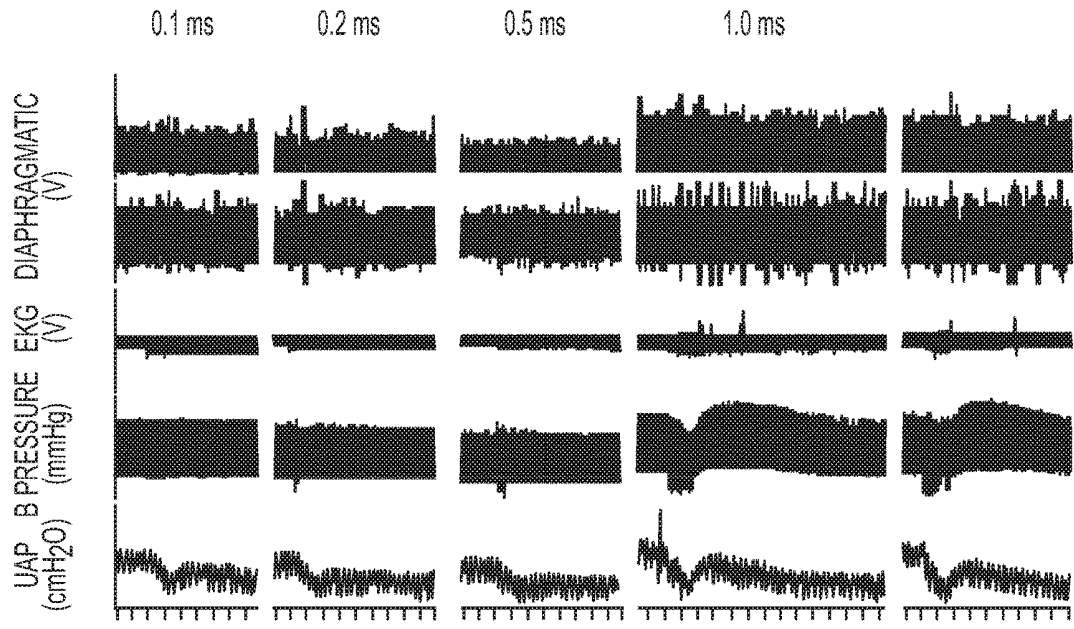 0.1 ms 0.2 ms 0.5 ms 1.0 ms
DIAPHRAGMATIC
(V)
EKG
(V)
B PRESSURE
(mmHg)
UAP
(cmH₂O)